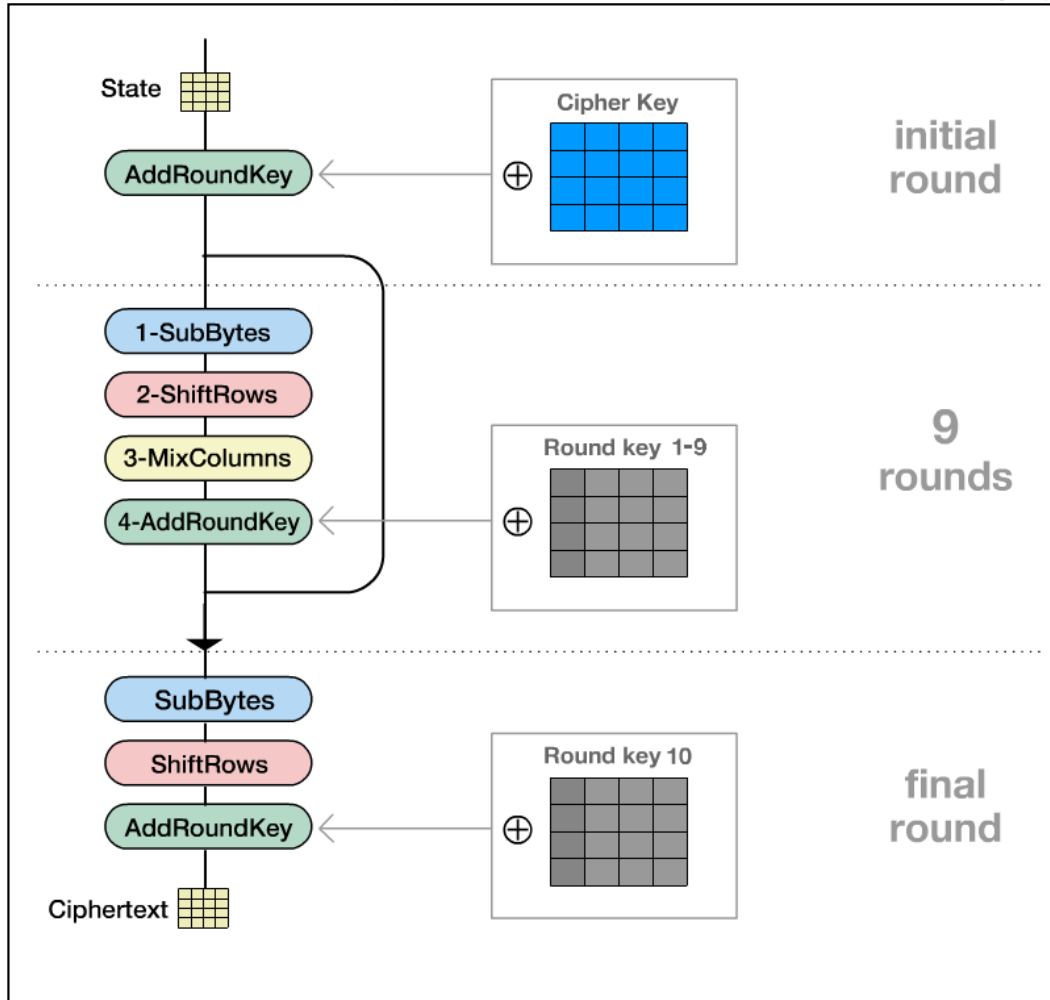 State
Cipher Key
AddRoundKey
initial
round
1-SubBytes
2-ShiftRows
3-MixColumns
4-AddRoundKey
Round key 1-9
9
rounds
SubBytes
ShiftRows
AddRoundKey
Round key 10
final
round
Ciphertext